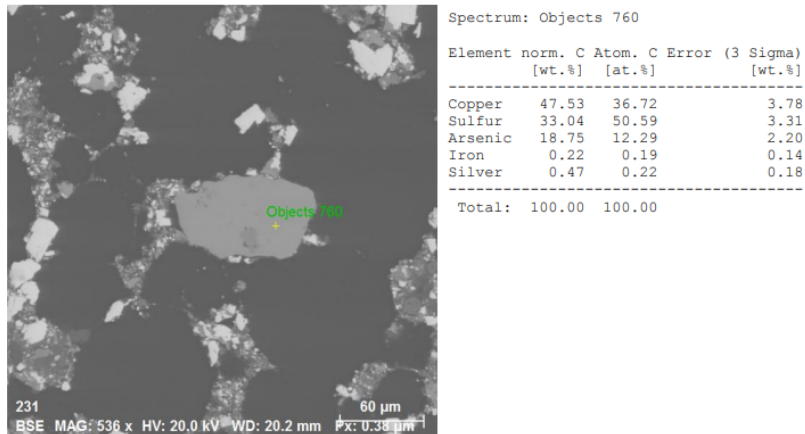 Spectrum: Objects 760
Element norm. C Atom. C Error (3 Sigma)
[wt.%] [at.%] [wt.%]
Copper 47.53 36.72 3.78
Sulfur 33.04 50.59 3.31
Arsenic 18.75 12.29 2.20
Iron 0.22 0.19 0.14
Silver 0.47 0.22 0.18
Total: 100.00 100.00
Objects 760
231
60 µm
BSE MAG: 536 x HV: 20.0 kV WD: 20.2 mm Px: 0.38 µm